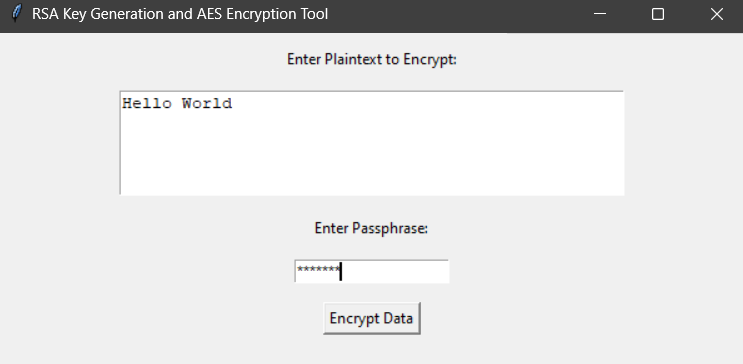 RSA Key Generation and AES Encryption Tool
Enter Plaintext to Encrypt:
Hello World
Enter Passphrase:
*******
Encrypt Data